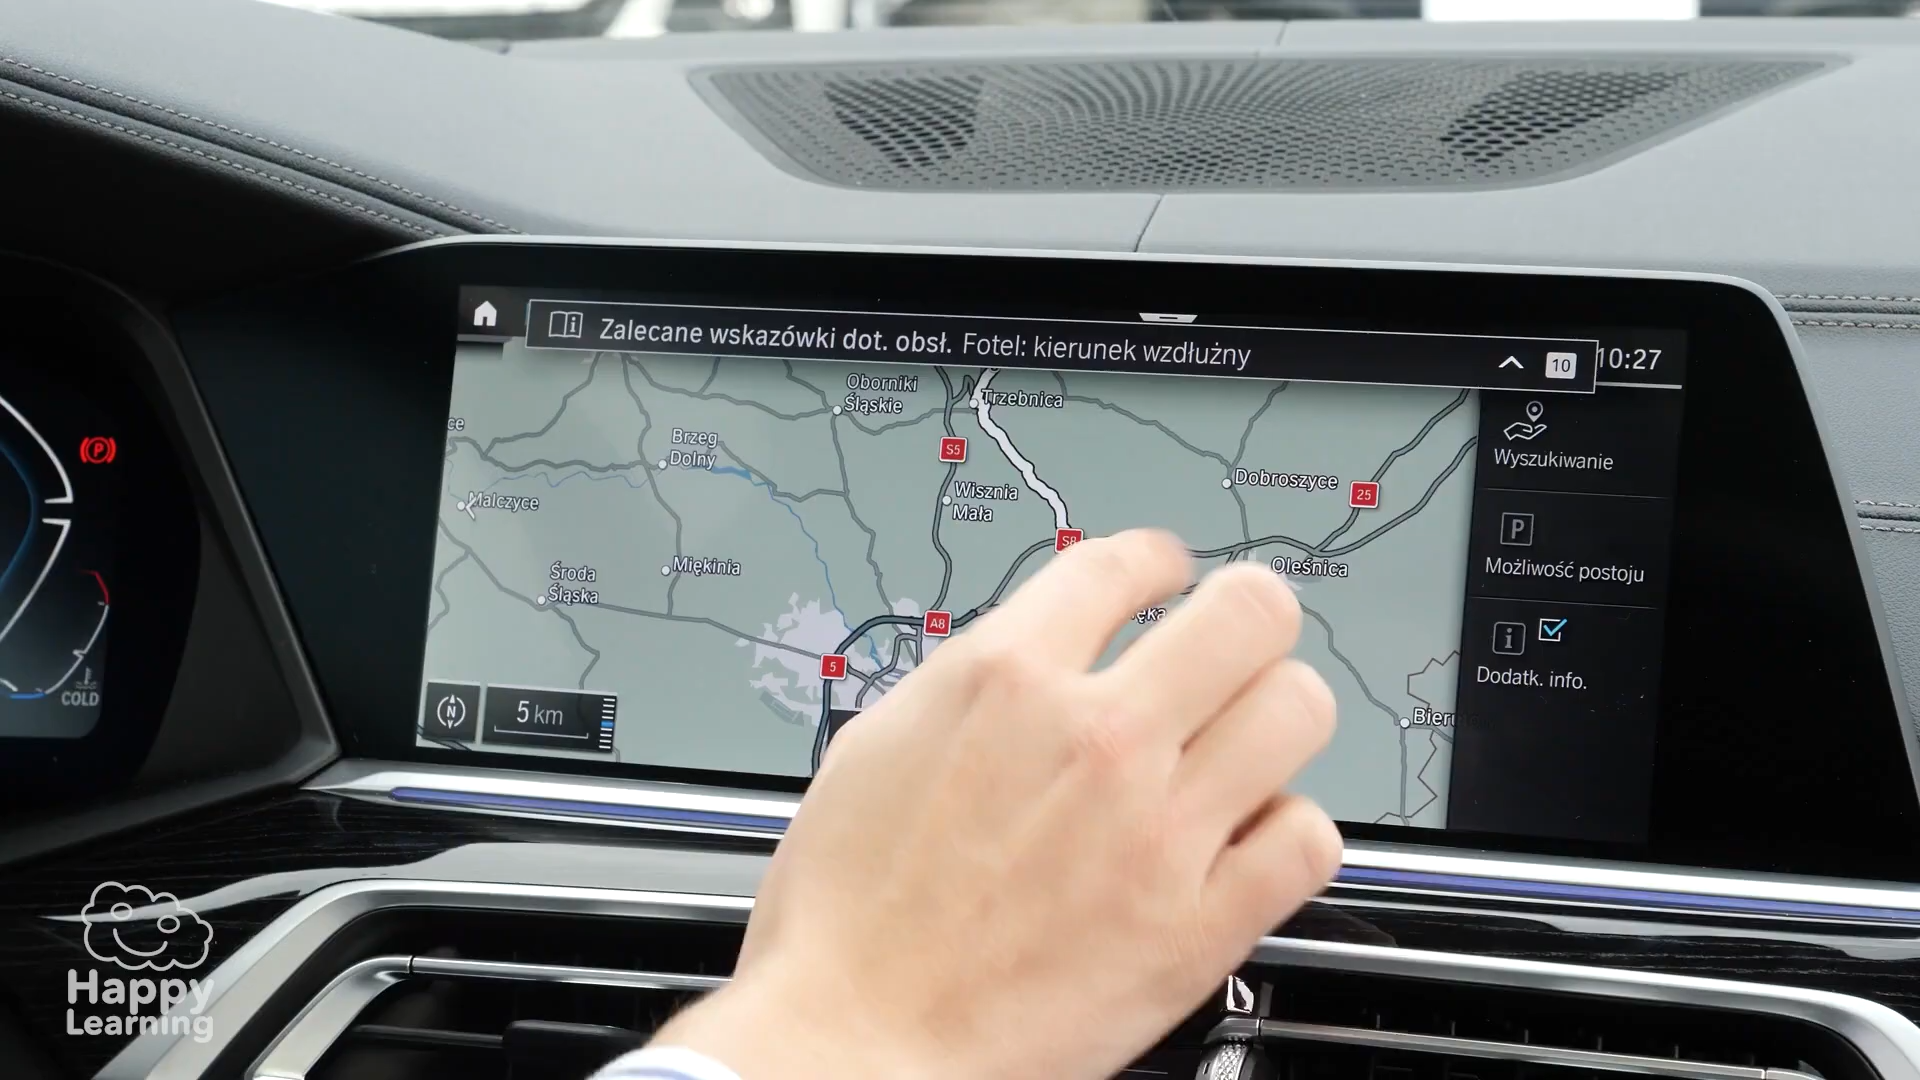 Zalecane wskazówki dot. obsł. Fotel: kierunek wzdłużny
10
10:27
Oborniki
Śląskie
Trzebnica
Brzeg
Dolny
S5
Wisznia
Mała
Dobroszyce
25
Malczyce
S8
Miękinia
Oleśnica
Środa
Śląska
A8
5
N
5 km
Wyszukiwanie
P
Możliwość postoju
Dodatk. info.
P
COLD
Happy
Learning